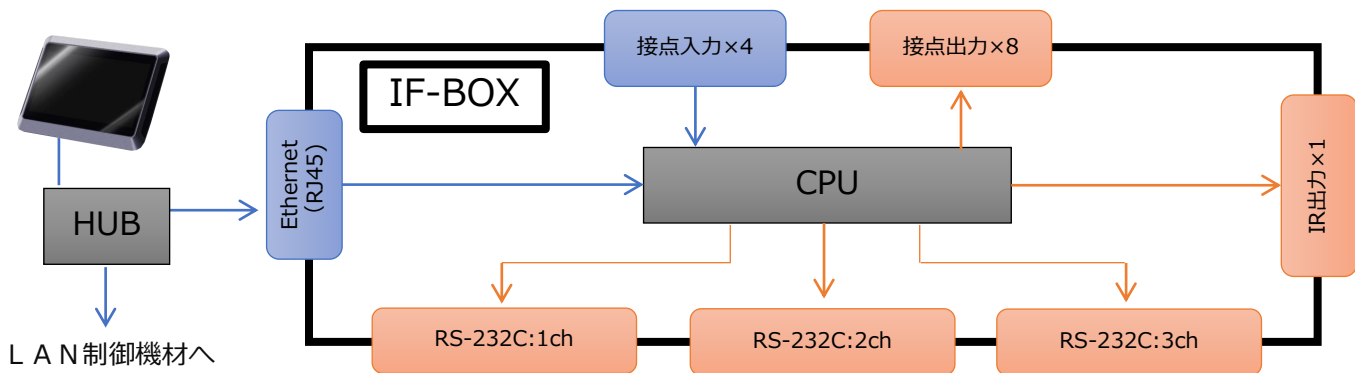 接点入力×4
接点出力×8
IF-BOX
Ethernet
(RJ45)
CPU
IR出力×1
HUB
RS-232C:1ch
RS-232C:2ch
RS-232C:3ch
ＬＡＮ制御機材へ